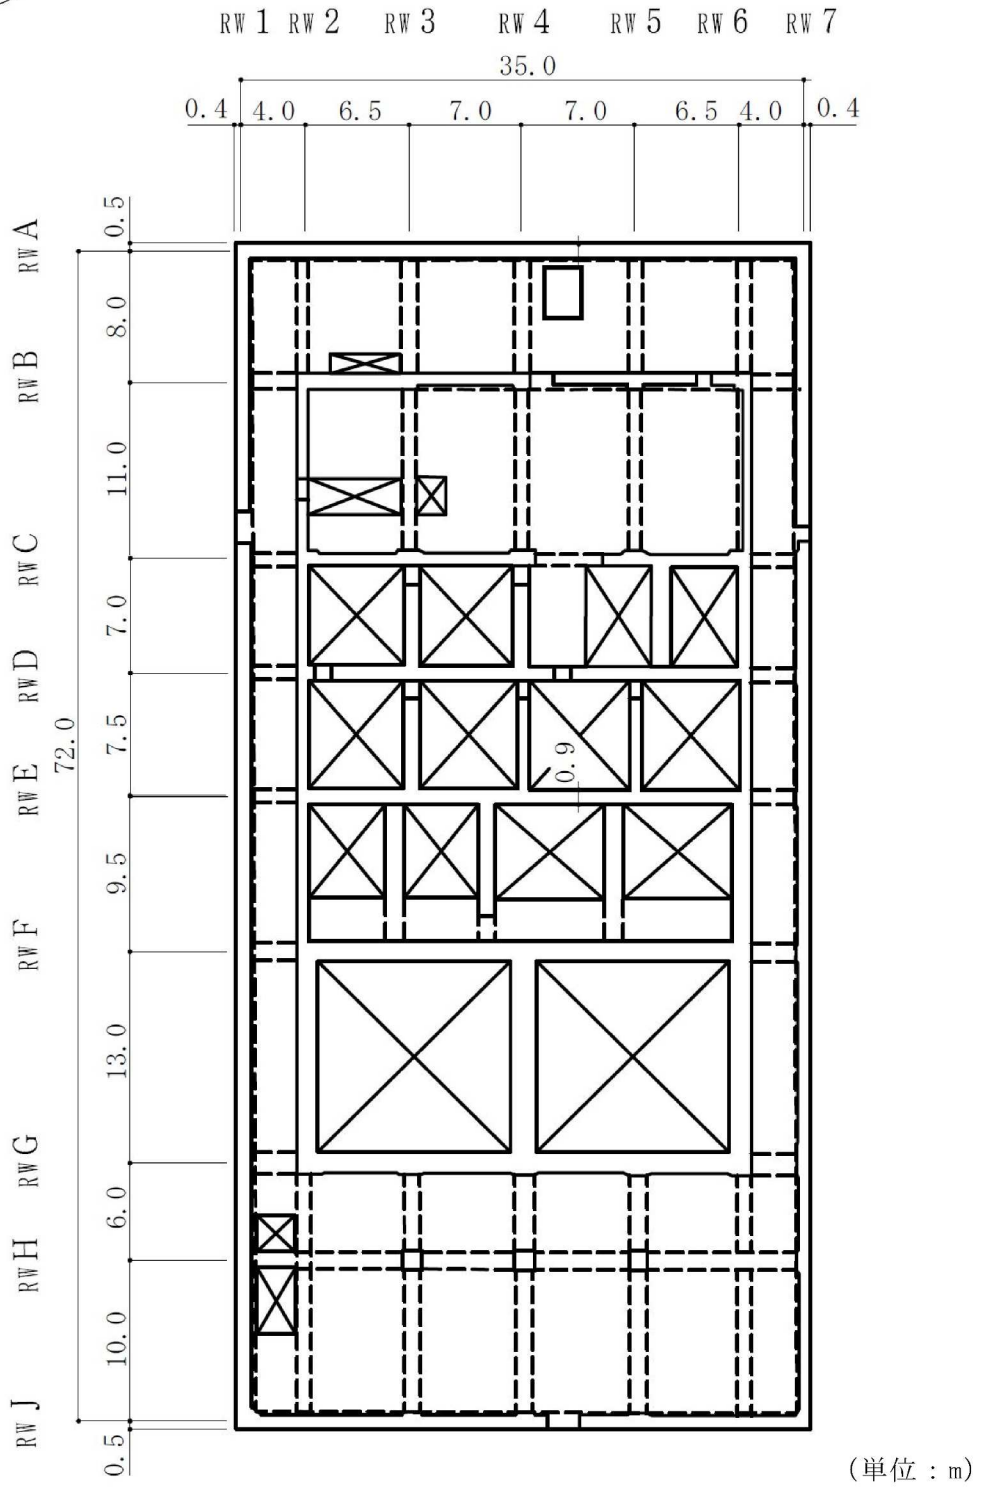 RW 1 RW 2 RW 3 RW 4 RW 5 RW 6 RW 7
35.0
0.4 4.0 6.5 7.0 7.0 6.5 4.0 0.4
0.5
RW A
8.0
RW B
11.0
RW C
7.0
RW D
72.0
7.5
RW E
0.9
9.5
RW F
13.0
RW G
6.0
RW H
10.0
RW J
0.5
(単位：m)